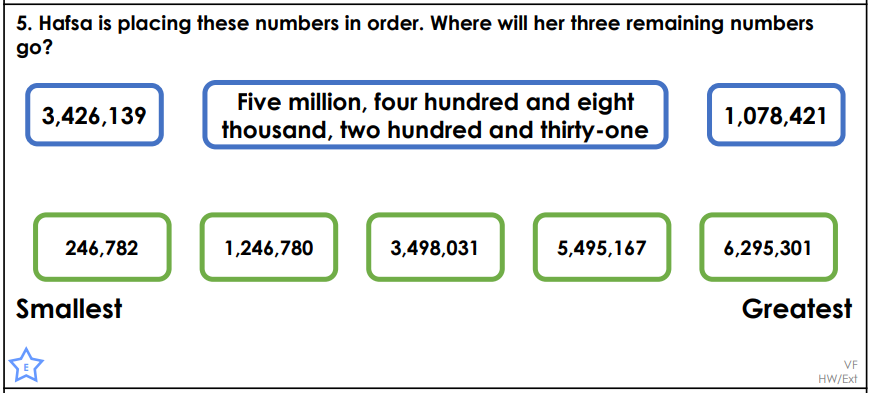 5. Hafsa is placing these numbers in order. Where will her three remaining numbers
go?
3,426,139
Five million, four hundred and eight
thousand, two hundred and thirty-one
1,078,421
246,782
1,246,780
3,498,031
5,495,167
6,295,301
Smallest
Greatest
E
VF
HW/Ext